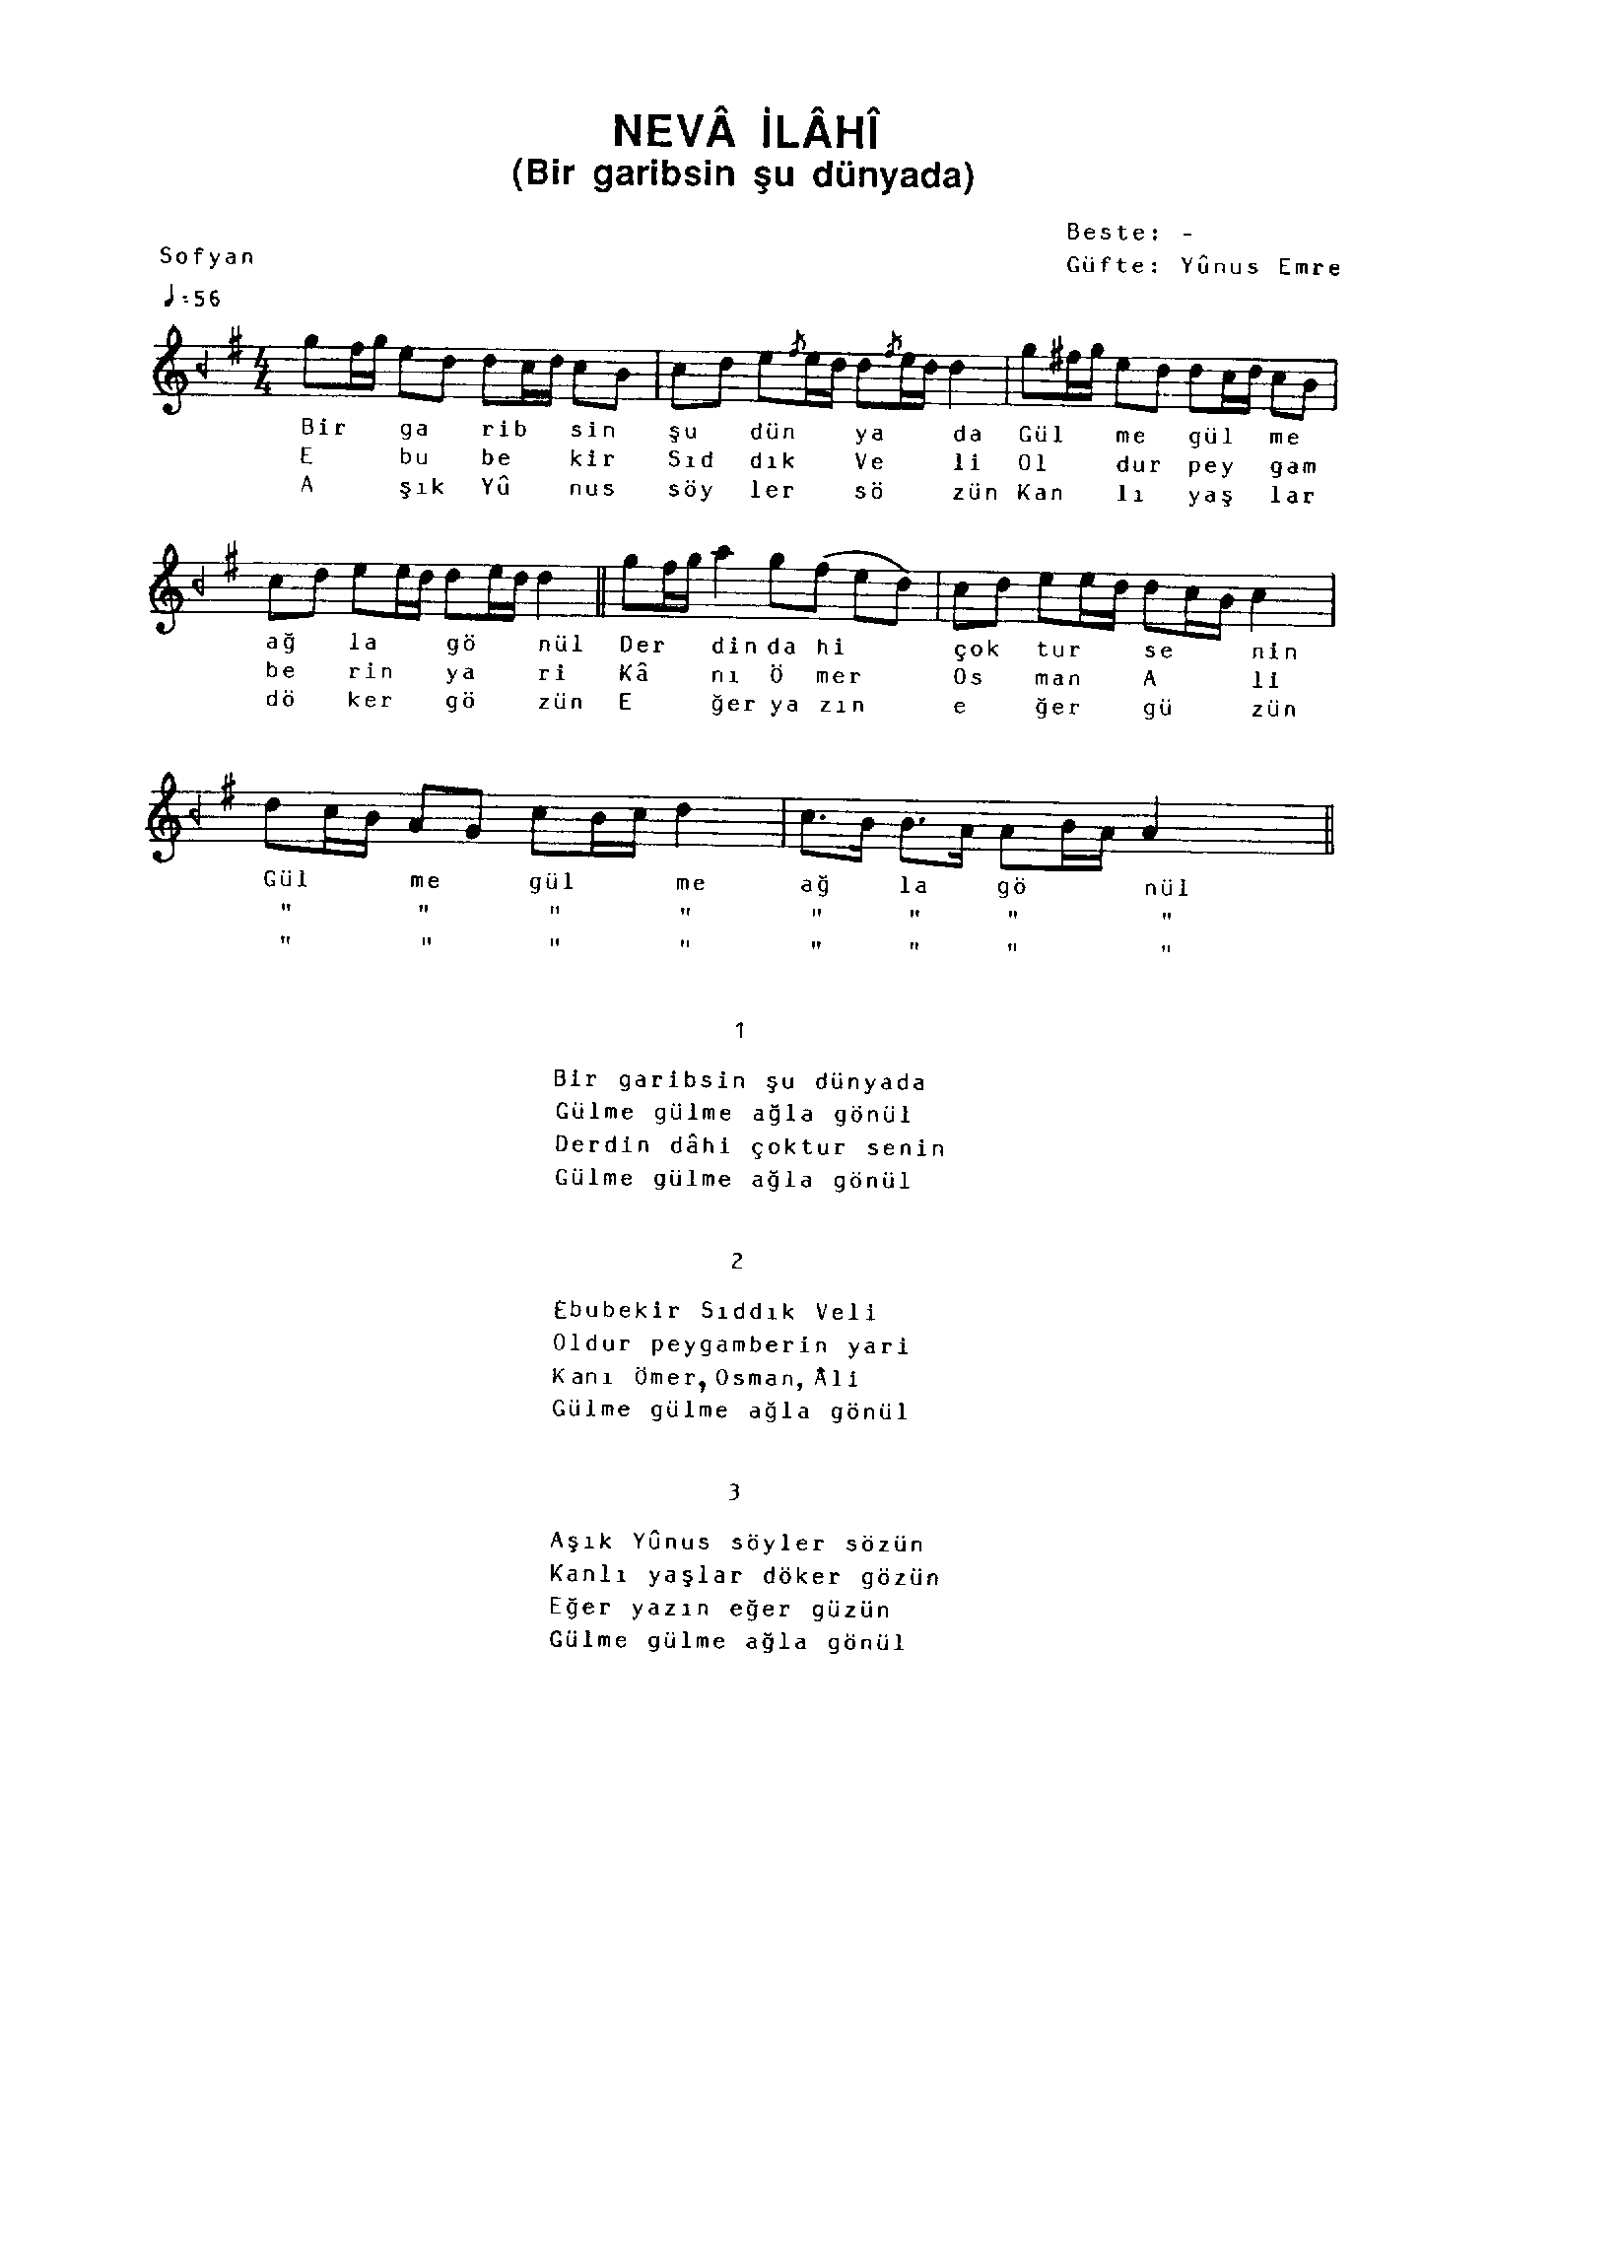 NEVÂ İLÂHÎ
(Bir garibsin şu dünyada)
Beste: -
Güfte: Yûnus Emre
Sofyan
♩=56
4
4
Bir ga rib sin şu dün ya da Gül me gül me
E bu be kir Sıd dık Ve li Ol dur pey gam
A şık Yû nus söy ler sö zün Kan lı yaş lar
ağ la gö nül Der din da hi çok tur se nin
be rin ya ri Kâ nı Ö mer Os man A li
dö ker gö zün E ğer ya zın e ğer gü zün
Gül me gül me ağ la gö nül
" " " " " " " "
" " " " " " " "
1
Bir garibsin şu dünyada
Gülme gülme ağla gönül
Derdin dâhi çoktur senin
Gülme gülme ağla gönül
2
Ebubekir Sıddık Veli
Oldur peygamberin yari
Kanı Ömer, Osman, Âli
Gülme gülme ağla gönül
3
Aşık Yûnus söyler sözün
Kanlı yaşlar döker gözün
Eğer yazın eğer güzün
Gülme gülme ağla gönül